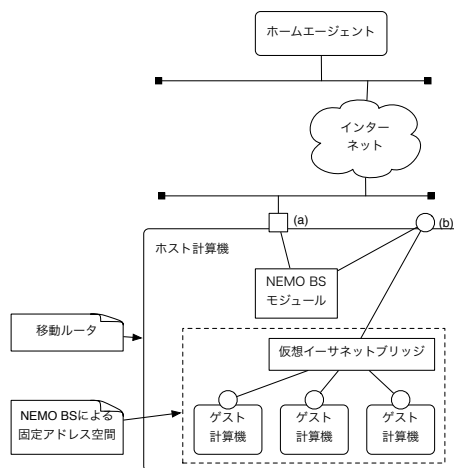 ホームエージェント
インター
ネット
(a)
(b)
ホスト計算機
NEMO BS
モジュール
移動ルータ
仮想イーサネットブリッジ
NEMO BSによる
固定アドレス空間
ゲスト
計算機
ゲスト
計算機
ゲスト
計算機